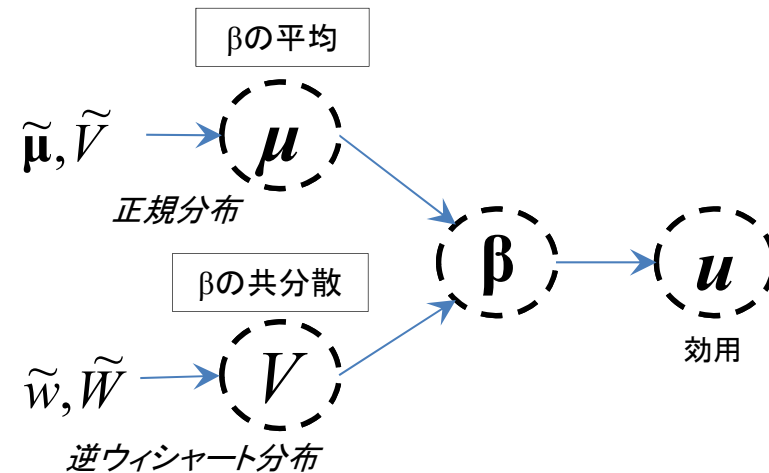 βの平均
μ̃, Ṽ
μ
正規分布
β
u
効用
βの共分散
w̃, W̃
V
逆ウィシャート分布